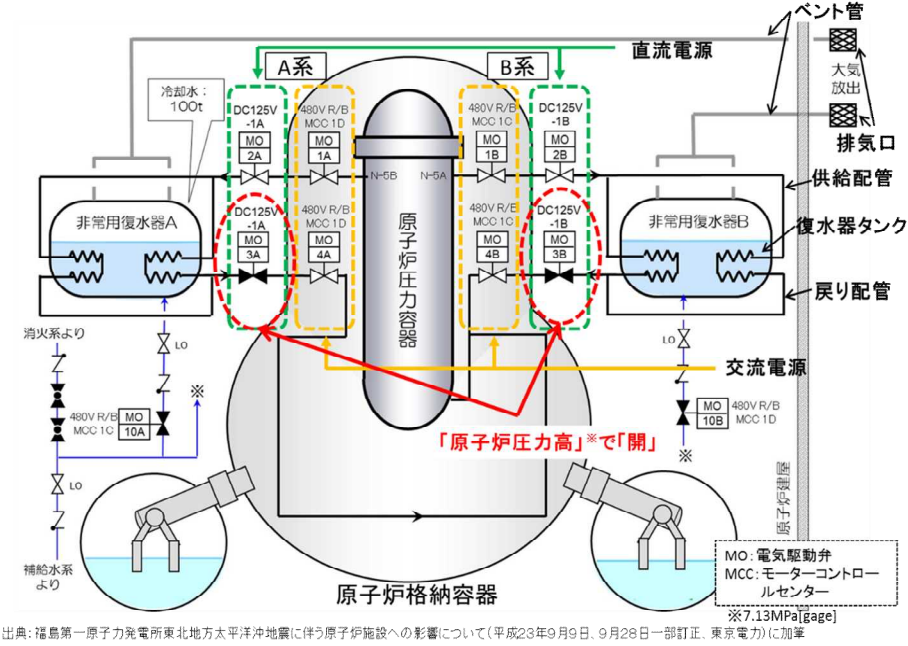 ベント管
直流電源
A系
B系
大気
放出
排気口
冷却水：
100t
DC125V
-1A
MO
2A
480V R/B
MCC 1D
MO
1A
480V R/B
MCC 1C
MO
1B
DC125V
-1B
MO
2B
N-5B
N-5A
供給配管
非常用復水器A
DC125V
-1A
MO
3A
480V R/B
MCC 1D
MO
4A
原子炉圧力容器
480V R/B
MCC 1C
MO
4B
DC125V
-1B
MO
3B
非常用復水器B
復水器タンク
戻り配管
消火系より
LO
LO
交流電源
※
480V R/B
MCC 1C
MO
10A
「原子炉圧力高」※で「開」
MO
10B
480V R/B
MCC 1D
※
LO
原子炉建屋
補給水系
より
原子炉格納容器
MO：電気駆動弁
MCC：モーターコントロー
ルセンター
※7.13MPa[gage]
出典：福島第一原子力発電所東北地方太平洋沖地震に伴う原子炉施設への影響について（平成23年9月9日、9月28日一部訂正、東京電力）に加筆